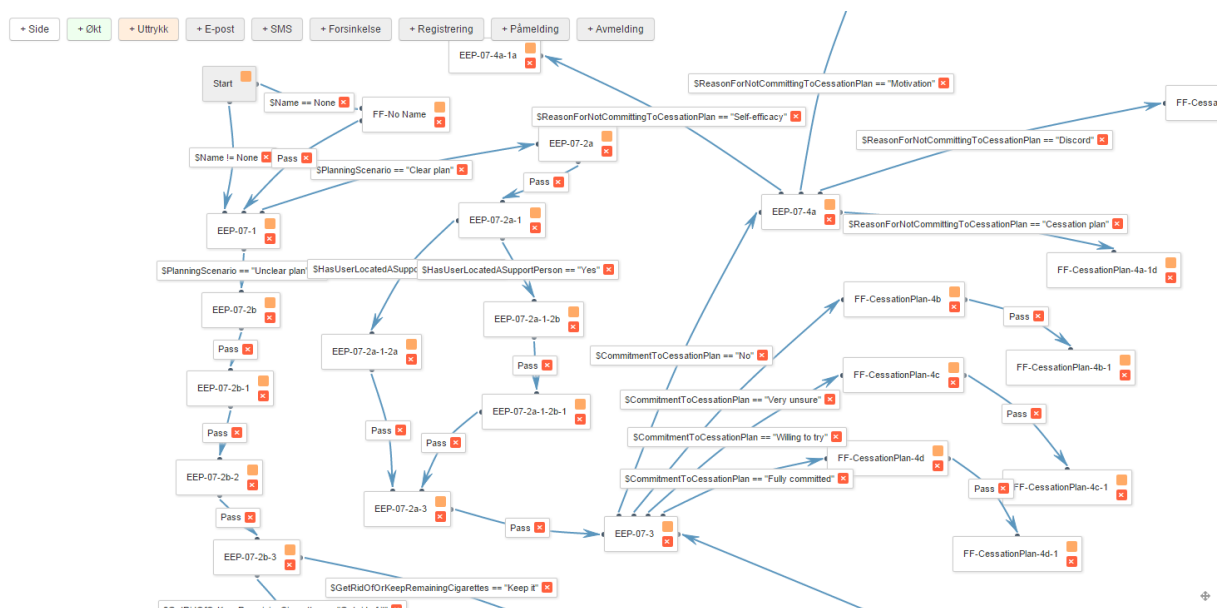 + Side
+ Økt
+ Uttrykk
+ E-post
+ SMS
+ Forsinkelse
+ Registrering
+ Påmelding
+ Avmelding
EEP-07-4a-1a
Start
$Name == None
FF-No Name
$ReasonForNotCommittingToCessationPlan == "Motivation"
FF-Cessa
$ReasonForNotCommittingToCessationPlan == "Self-efficacy"
$ReasonForNotCommittingToCessationPlan == "Discord"
EEP-07-2a
$Name != None
Pass
$PlanningScenario == "Clear plan"
Pass
EEP-07-2a-1
EEP-07-4a
EEP-07-1
$ReasonForNotCommittingToCessationPlan == "Cessation plan"
$PlanningScenario == "Unclear plan"
$HasUserLocatedASuppo
$HasUserLocatedASupportPerson == "Yes"
FF-CessationPlan-4a-1d
EEP-07-2b
EEP-07-2a-1-2b
FF-CessationPlan-4b
Pass
Pass
EEP-07-2a-1-2a
$CommitmentToCessationPlan == "No"
Pass
FF-CessationPlan-4b-1
EEP-07-2b-1
FF-CessationPlan-4c
$CommitmentToCessationPlan == "Very unsure"
EEP-07-2a-1-2b-1
Pass
Pass
Pass
Pass
$CommitmentToCessationPlan == "Willing to try"
FF-CessationPlan-4d
EEP-07-2b-2
$CommitmentToCessationPlan == "Fully committed"
Pass
FF-CessationPlan-4c-1
EEP-07-2a-3
Pass
Pass
EEP-07-3
EEP-07-2b-3
FF-CessationPlan-4d-1
$GetRidOfOrKeepRemainingCigarettes == "Keep it"